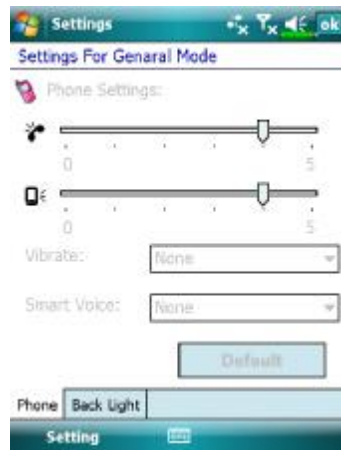 Settings
ok
Settings For Genaral Mode
Phone Settings:
0 5
0 5
Vibrate: None
Smart Voice: None
Default
Phone Back Light
Setting